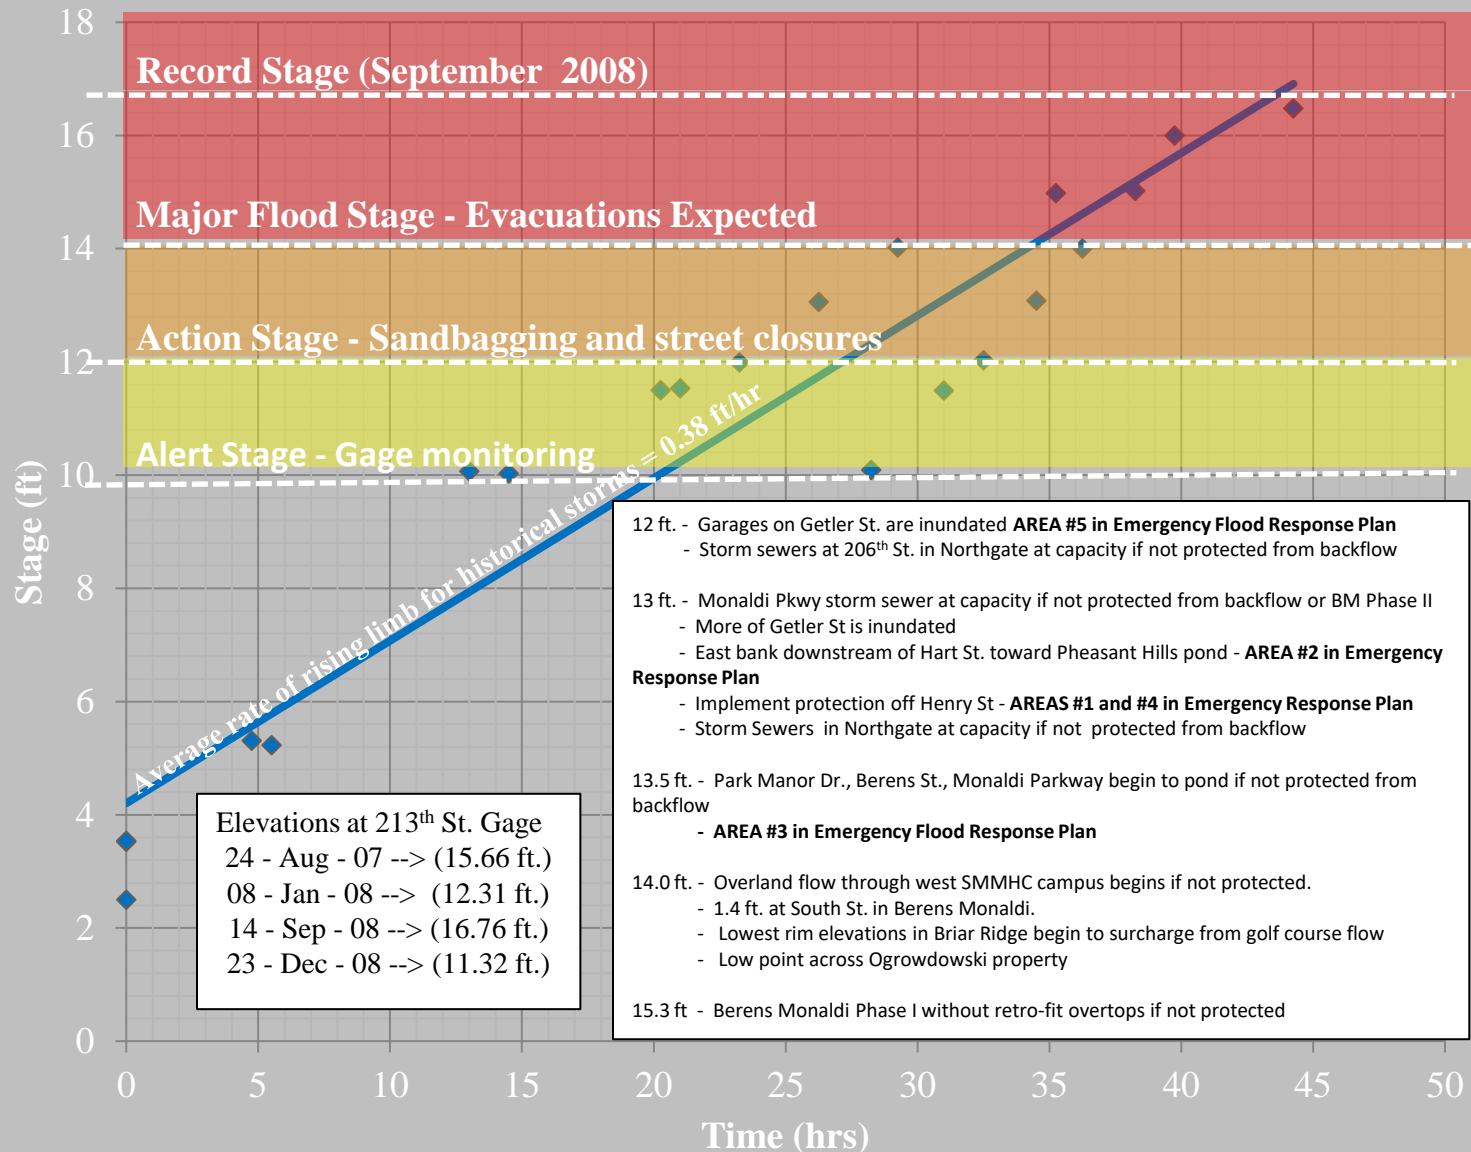 18
Record Stage (September 2008)
16
Major Flood Stage - Evacuations Expected
14
Action Stage - Sandbagging and street closures
12
Alert Stage - Gage monitoring
10
Average rate of rising limb for historical storms = 0.38 ft/hr
Stage (ft)
8
6
4
2
0
12 ft. - Garages on Getler St. are inundated AREA #5 in Emergency Flood Response Plan
- Storm sewers at 206th St. in Northgate at capacity if not protected from backflow
13 ft. - Monaldi Pkwy storm sewer at capacity if not protected from backflow or BM Phase II
- More of Getler St is inundated
- East bank downstream of Hart St. toward Pheasant Hills pond - AREA #2 in Emergency
Response Plan
- Implement protection off Henry St - AREAS #1 and #4 in Emergency Response Plan
- Storm Sewers in Northgate at capacity if not protected from backflow
13.5 ft. - Park Manor Dr., Berens St., Monaldi Parkway begin to pond if not protected from
backflow
- AREA #3 in Emergency Flood Response Plan
14.0 ft. - Overland flow through west SMMHC campus begins if not protected.
- 1.4 ft. at South St. in Berens Monaldi.
- Lowest rim elevations in Briar Ridge begin to surcharge from golf course flow
- Low point across Ogrowdowski property
15.3 ft - Berens Monaldi Phase I without retro-fit overtops if not protected
Elevations at 213th St. Gage
24 - Aug - 07 --> (15.66 ft.)
08 - Jan - 08 --> (12.31 ft.)
14 - Sep - 08 --> (16.76 ft.)
23 - Dec - 08 --> (11.32 ft.)
0 5 10 15 20 25 30 35 40 45 50
Time (hrs)